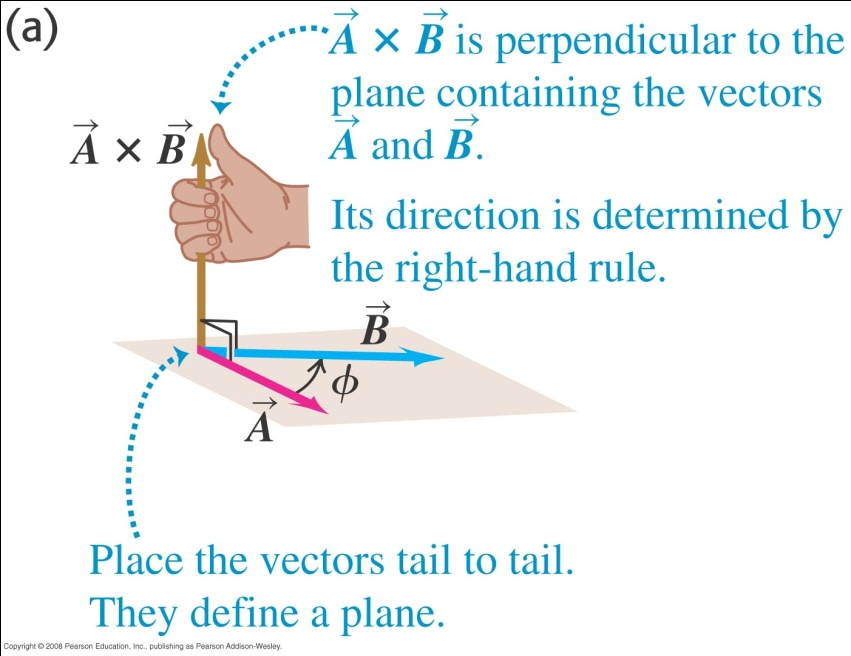 (a)
A⃗ × B⃗ is perpendicular to the
plane containing the vectors
A⃗ and B⃗.
A⃗ × B⃗
Its direction is determined by
the right-hand rule.
B⃗
ϕ
A⃗
Place the vectors tail to tail.
They define a plane.
Copyright © 2008 Pearson Education, Inc., publishing as Pearson Addison-Wesley.